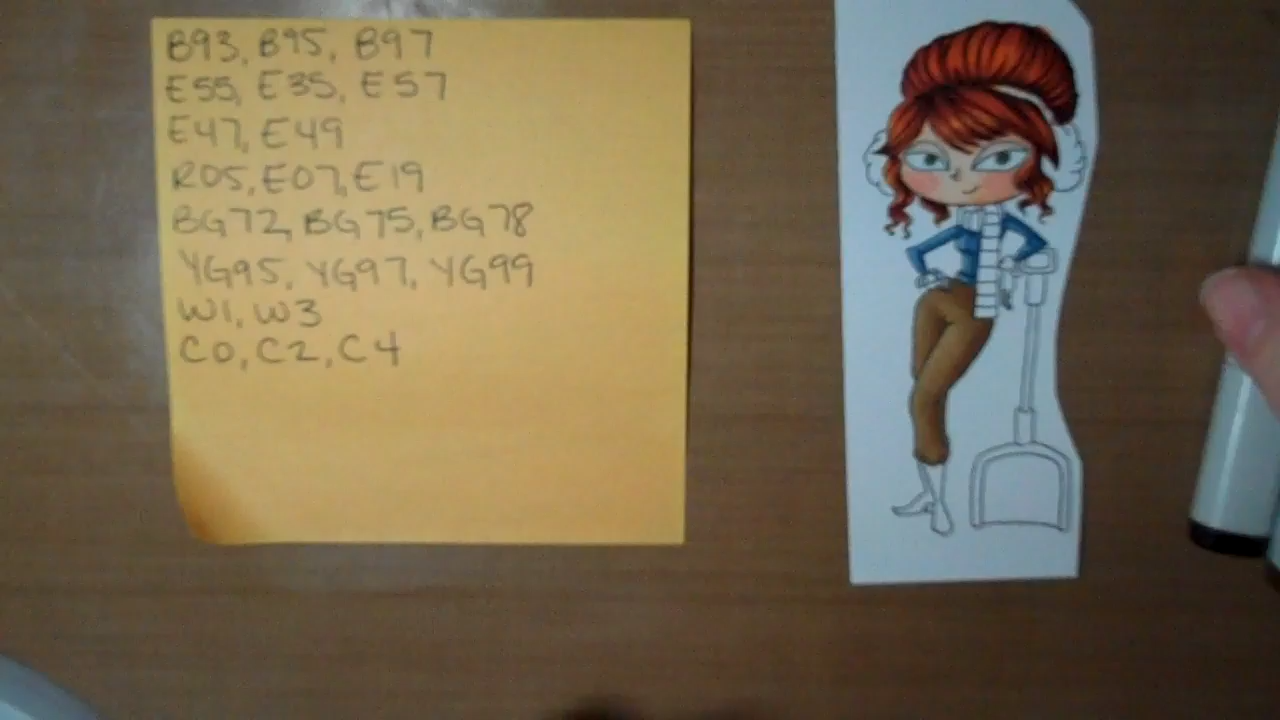 B93, B95, B97
E55, E35, E57
E47, E49
R05, E07, E19
BG72, BG75, BG78
YG95, YG97, YG99
W1, W3
C0, C2, C4